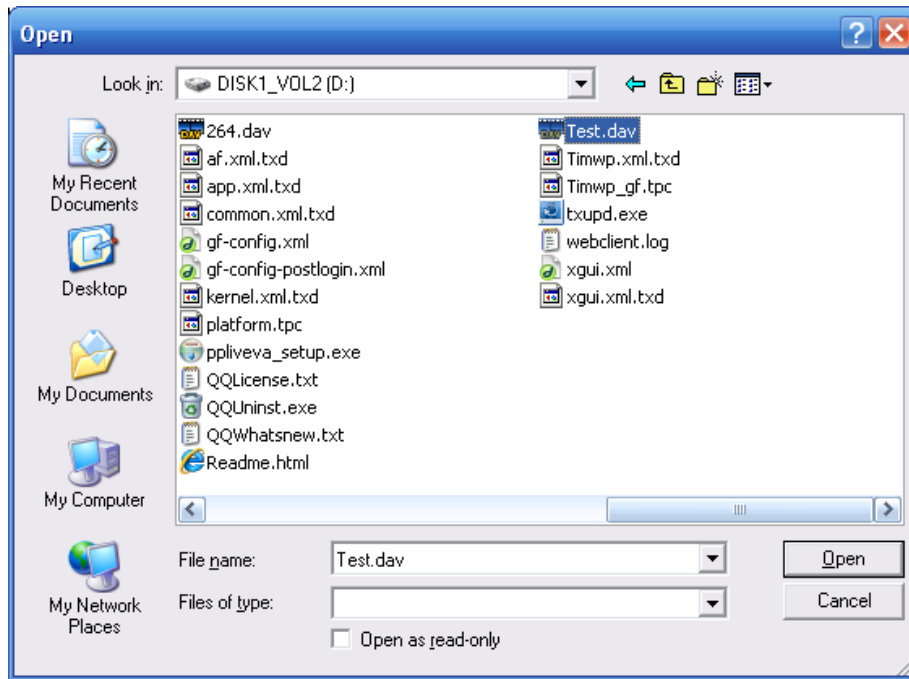 Open
Look in:
DISK1_VOL2 (D:)
My Recent
Documents
Desktop
My Documents
My Computer
My Network
Places
264.dav
af.xml.txd
app.xml.txd
common.xml.txd
gf-config.xml
gf-config-postlogin.xml
kernel.xml.txd
platform.tpc
ppliveva_setup.exe
QQLicense.txt
QQUninst.exe
QQWhatsnew.txt
Readme.html
Test.dav
Timwp.xml.txd
Timwp_gf.tpc
txupd.exe
webclient.log
xgui.xml
xgui.xml.txd
File name:
Test.dav
Open
Files of type:
Cancel
Open as read-only